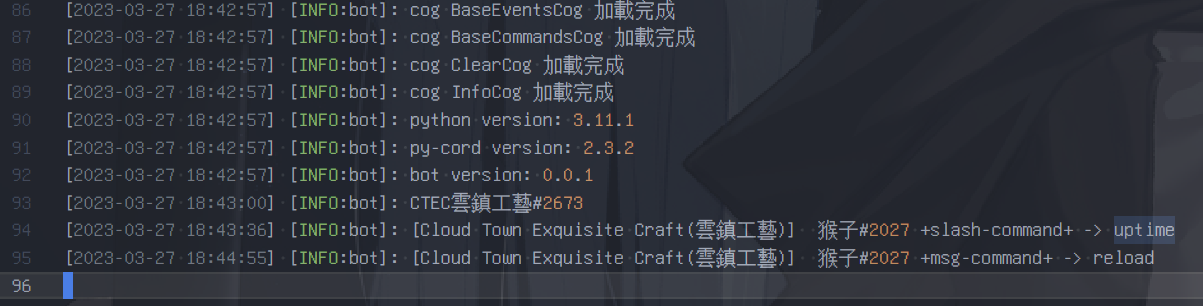 86 [2023-03-27 18:42:57] [INFO:bot]: cog BaseEventsCog 加載完成
87 [2023-03-27 18:42:57] [INFO:bot]: cog BaseCommandsCog 加載完成
88 [2023-03-27 18:42:57] [INFO:bot]: cog ClearCog 加載完成
89 [2023-03-27 18:42:57] [INFO:bot]: cog InfoCog 加載完成
90 [2023-03-27 18:42:57] [INFO:bot]: python version: 3.11.1
91 [2023-03-27 18:42:57] [INFO:bot]: py-cord version: 2.3.2
92 [2023-03-27 18:42:57] [INFO:bot]: bot version: 0.0.1
93 [2023-03-27 18:43:00] [INFO:bot]: CTEC雲鎮工藝#2673
94 [2023-03-27 18:43:36] [INFO:bot]: [Cloud Town Exquisite Craft(雲鎮工藝)]  猴子#2027 +slash-command+ -> uptime
95 [2023-03-27 18:44:55] [INFO:bot]: [Cloud Town Exquisite Craft(雲鎮工藝)]  猴子#2027 +msg-command+ -> reload
96